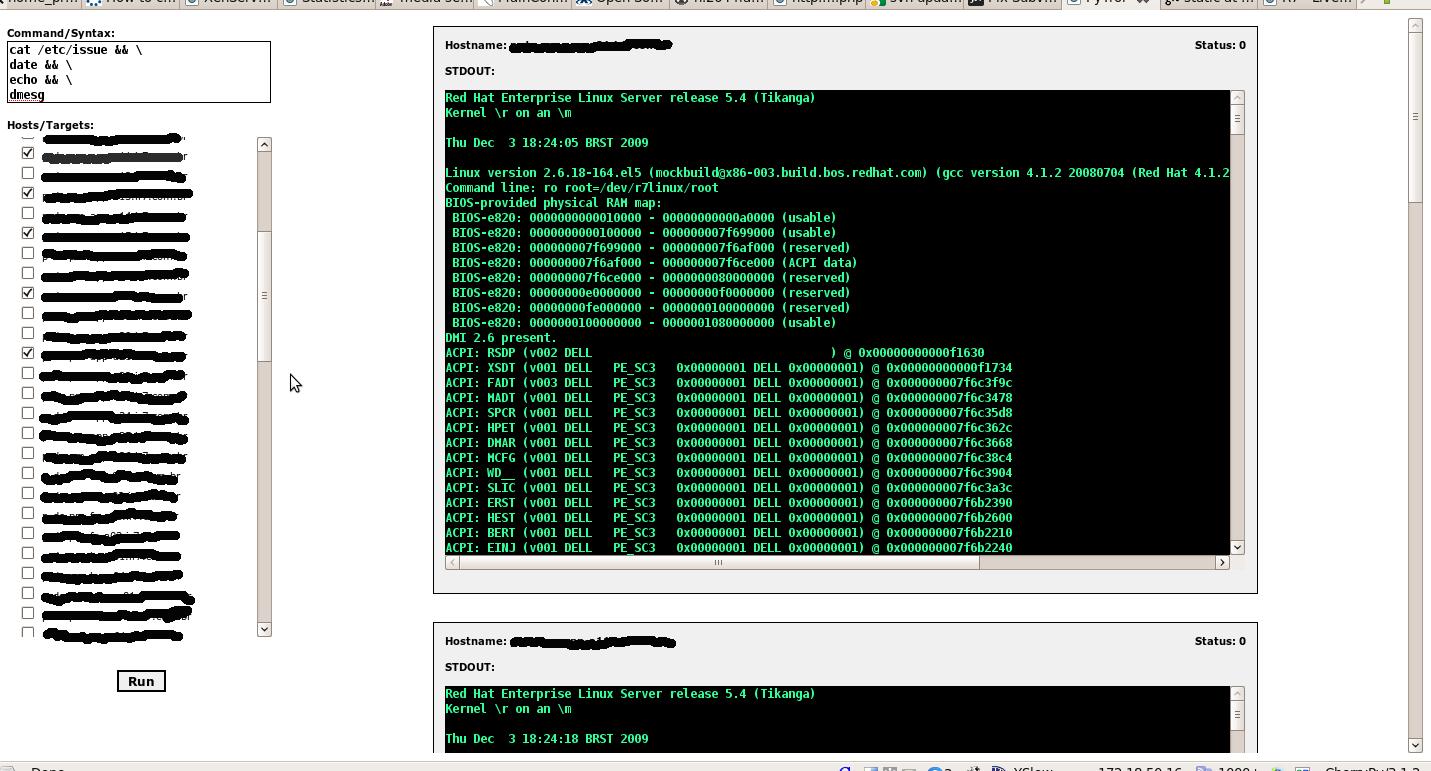 Command/Syntax:
cat /etc/issue && \
date && \
echo && \
dmesg
Hosts/Targets:
Run
Hostname:
Status: 0
STDOUT:
Red Hat Enterprise Linux Server release 5.4 (Tikanga)
Kernel \r on an \m
Thu Dec  3 18:24:05 BRST 2009
Linux version 2.6.18-164.el5 (mockbuild@x86-003.build.bos.redhat.com) (gcc version 4.1.2 20080704 (Red Hat 4.1.2
Command line: ro root=/dev/r7linux/root
BIOS-provided physical RAM map:
BIOS-e820: 0000000000010000 - 00000000000a0000 (usable)
BIOS-e820: 0000000000100000 - 000000007f699000 (usable)
BIOS-e820: 000000007f699000 - 000000007f6af000 (reserved)
BIOS-e820: 000000007f6af000 - 000000007f6ce000 (ACPI data)
BIOS-e820: 000000007f6ce000 - 0000000080000000 (reserved)
BIOS-e820: 00000000e0000000 - 00000000f0000000 (reserved)
BIOS-e820: 00000000fe000000 - 0000000100000000 (reserved)
BIOS-e820: 0000000100000000 - 0000001080000000 (usable)
DMI 2.6 present.
ACPI: RSDP (v002 DELL                                  ) @ 0x00000000000f1630
ACPI: XSDT (v001 DELL   PE_SC3   0x00000001 DELL 0x00000001) @ 0x00000000000f1734
ACPI: FADT (v003 DELL   PE_SC3   0x00000001 DELL 0x00000001) @ 0x000000007f6c3f9c
ACPI: MADT (v001 DELL   PE_SC3   0x00000001 DELL 0x00000001) @ 0x000000007f6c3478
ACPI: SPCR (v001 DELL   PE_SC3   0x00000001 DELL 0x00000001) @ 0x000000007f6c35d8
ACPI: HPET (v001 DELL   PE_SC3   0x00000001 DELL 0x00000001) @ 0x000000007f6c362c
ACPI: DMAR (v001 DELL   PE_SC3   0x00000001 DELL 0x00000001) @ 0x000000007f6c3668
ACPI: MCFG (v001 DELL   PE_SC3   0x00000001 DELL 0x00000001) @ 0x000000007f6c38c4
ACPI: WD__ (v001 DELL   PE_SC3   0x00000001 DELL 0x00000001) @ 0x000000007f6c3904
ACPI: SLIC (v001 DELL   PE_SC3   0x00000001 DELL 0x00000001) @ 0x000000007f6c3a3c
ACPI: ERST (v001 DELL   PE_SC3   0x00000001 DELL 0x00000001) @ 0x000000007f6b2390
ACPI: HEST (v001 DELL   PE_SC3   0x00000001 DELL 0x00000001) @ 0x000000007f6b2600
ACPI: BERT (v001 DELL   PE_SC3   0x00000001 DELL 0x00000001) @ 0x000000007f6b2210
ACPI: EINJ (v001 DELL   PE_SC3   0x00000001 DELL 0x00000001) @ 0x000000007f6b2240
Hostname:
Status: 0
STDOUT:
Red Hat Enterprise Linux Server release 5.4 (Tikanga)
Kernel \r on an \m
Thu Dec  3 18:24:18 BRST 2009